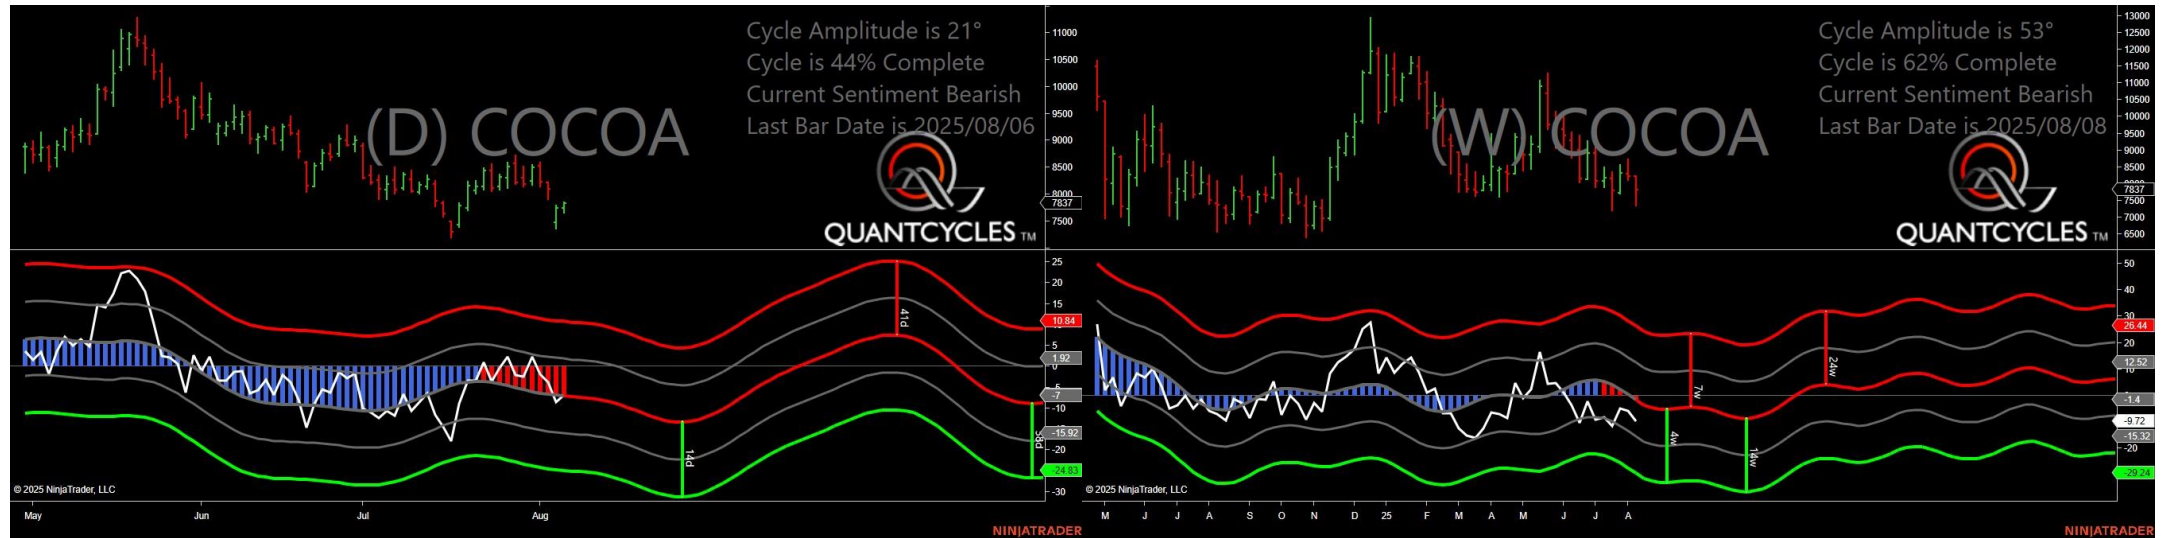 Cycle Amplitude is 21°
Cycle is 44% Complete
Current Sentiment Bearish
Last Bar Date is 2025/08/06
(D) COCOA
QUANTCYCLES TM
11000
10500
10000
9500
9000
8500
8000
7837
7500
25
20
15
10.84
5
1.92
0
-5
-7
-10
-15.92
-24.83
-30
14d
41d
58d
© 2025 NinjaTrader, LLC
May Jun Jul Aug
NINJATRADER
Cycle Amplitude is 53°
Cycle is 62% Complete
Current Sentiment Bearish
Last Bar Date is 2025/08/08
(W) COCOA
QUANTCYCLES TM
13000
12500
12000
11500
11000
10500
10000
9500
9000
8500
7837
7500
7000
6500
50
40
30
26.44
20
12.52
10
-1.4
-9.72
-15.32
-20
-29.24
4w
7w
14w
24w
© 2025 NinjaTrader, LLC
M J J A S O N D 25 F M A M J J A
NINJATRADER